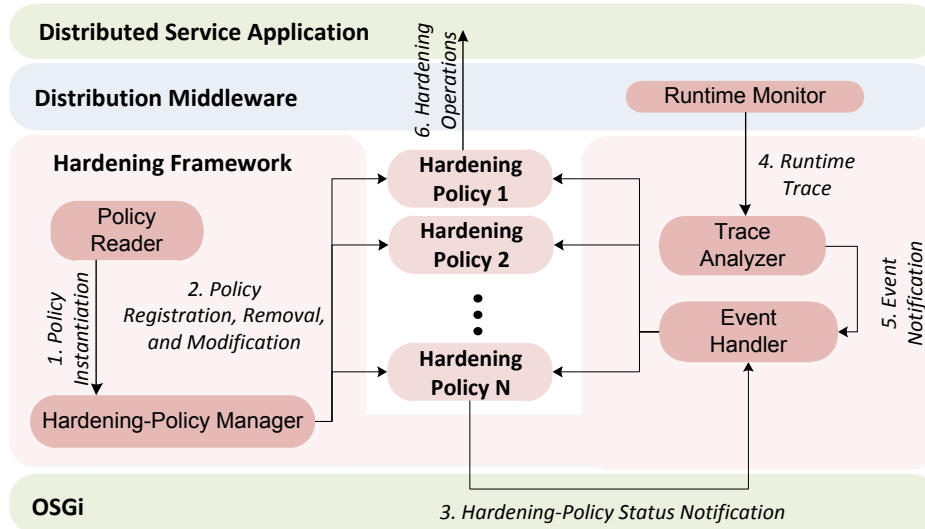 Distributed Service Application
6. Hardening
Operations
Distribution Middleware
Runtime Monitor
Hardening Framework
Hardening
Policy 1
4. Runtime
Trace
Policy
Reader
Hardening
Policy 2
Trace
Analyzer
1. Policy
Instantiation
2. Policy
Registration, Removal,
and Modification
5. Event
Notification
Event
Handler
Hardening
Policy N
Hardening-Policy Manager
OSGi
3. Hardening-Policy Status Notification